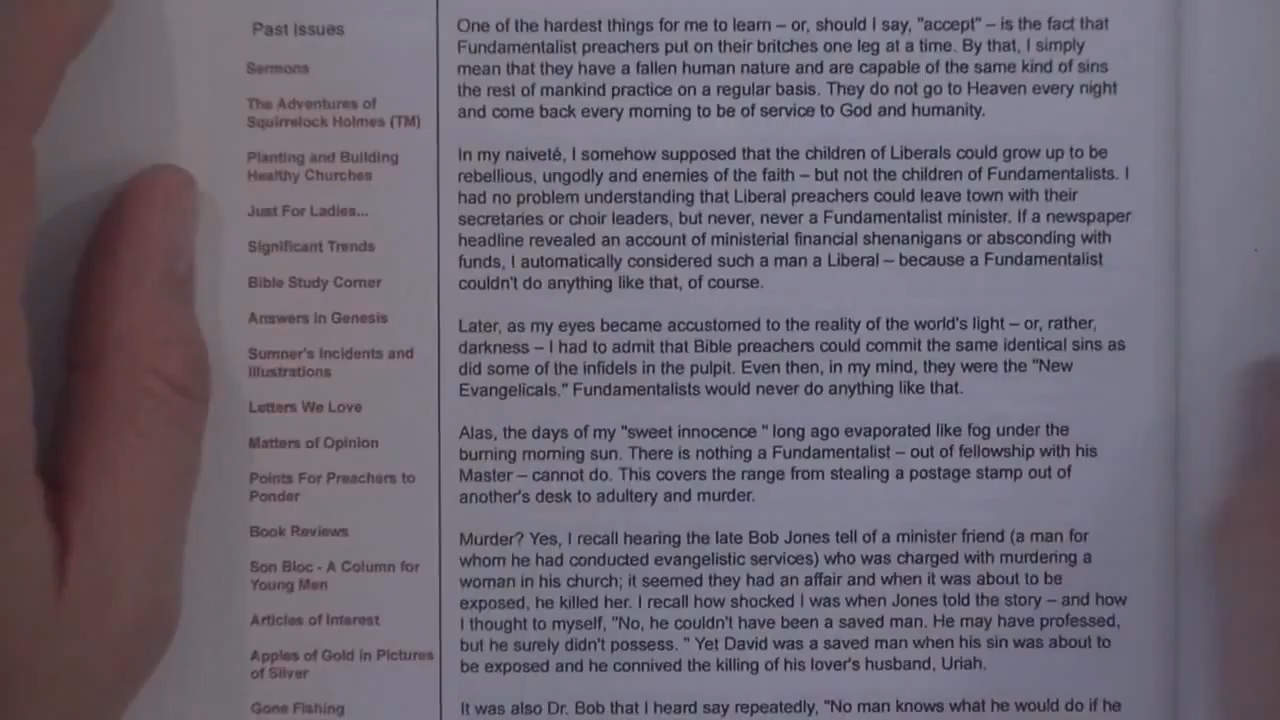 Past Issues
Sermons
The Adventures of
Squirrelock Holmes (TM)
Planting and Building
Healthy Churches
Just For Ladies...
Significant Trends
Bible Study Corner
Answers in Genesis
Sumner's Incidents and
Illustrations
Letters We Love
Matters of Opinion
Points For Preachers to
Ponder
Book Reviews
Son Bloc - A Column for
Young Men
Articles of Interest
Apples of Gold in Pictures
of Silver
Gone Fishing
One of the hardest things for me to learn – or, should I say, "accept" – is the fact that
Fundamentalist preachers put on their britches one leg at a time. By that, I simply
mean that they have a fallen human nature and are capable of the same kind of sins
the rest of mankind practice on a regular basis. They do not go to Heaven every night
and come back every morning to be of service to God and humanity.
In my naiveté, I somehow supposed that the children of Liberals could grow up to be
rebellious, ungodly and enemies of the faith – but not the children of Fundamentalists. I
had no problem understanding that Liberal preachers could leave town with their
secretaries or choir leaders, but never, never a Fundamentalist minister. If a newspaper
headline revealed an account of ministerial financial shenanigans or absconding with
funds, I automatically considered such a man a Liberal – because a Fundamentalist
couldn't do anything like that, of course.
Later, as my eyes became accustomed to the reality of the world's light – or, rather,
darkness – I had to admit that Bible preachers could commit the same identical sins as
did some of the infidels in the pulpit. Even then, in my mind, they were the "New
Evangelicals." Fundamentalists would never do anything like that.
Alas, the days of my "sweet innocence " long ago evaporated like fog under the
burning morning sun. There is nothing a Fundamentalist – out of fellowship with his
Master – cannot do. This covers the range from stealing a postage stamp out of
another's desk to adultery and murder.
Murder? Yes, I recall hearing the late Bob Jones tell of a minister friend (a man for
whom he had conducted evangelistic services) who was charged with murdering a
woman in his church; it seemed they had an affair and when it was about to be
exposed, he killed her. I recall how shocked I was when Jones told the story – and how
I thought to myself, "No, he couldn't have been a saved man. He may have professed,
but he surely didn't possess. " Yet David was a saved man when his sin was about to
be exposed and he connived the killing of his lover's husband, Uriah.
It was also Dr. Bob that I heard say repeatedly, "No man knows what he would do if he